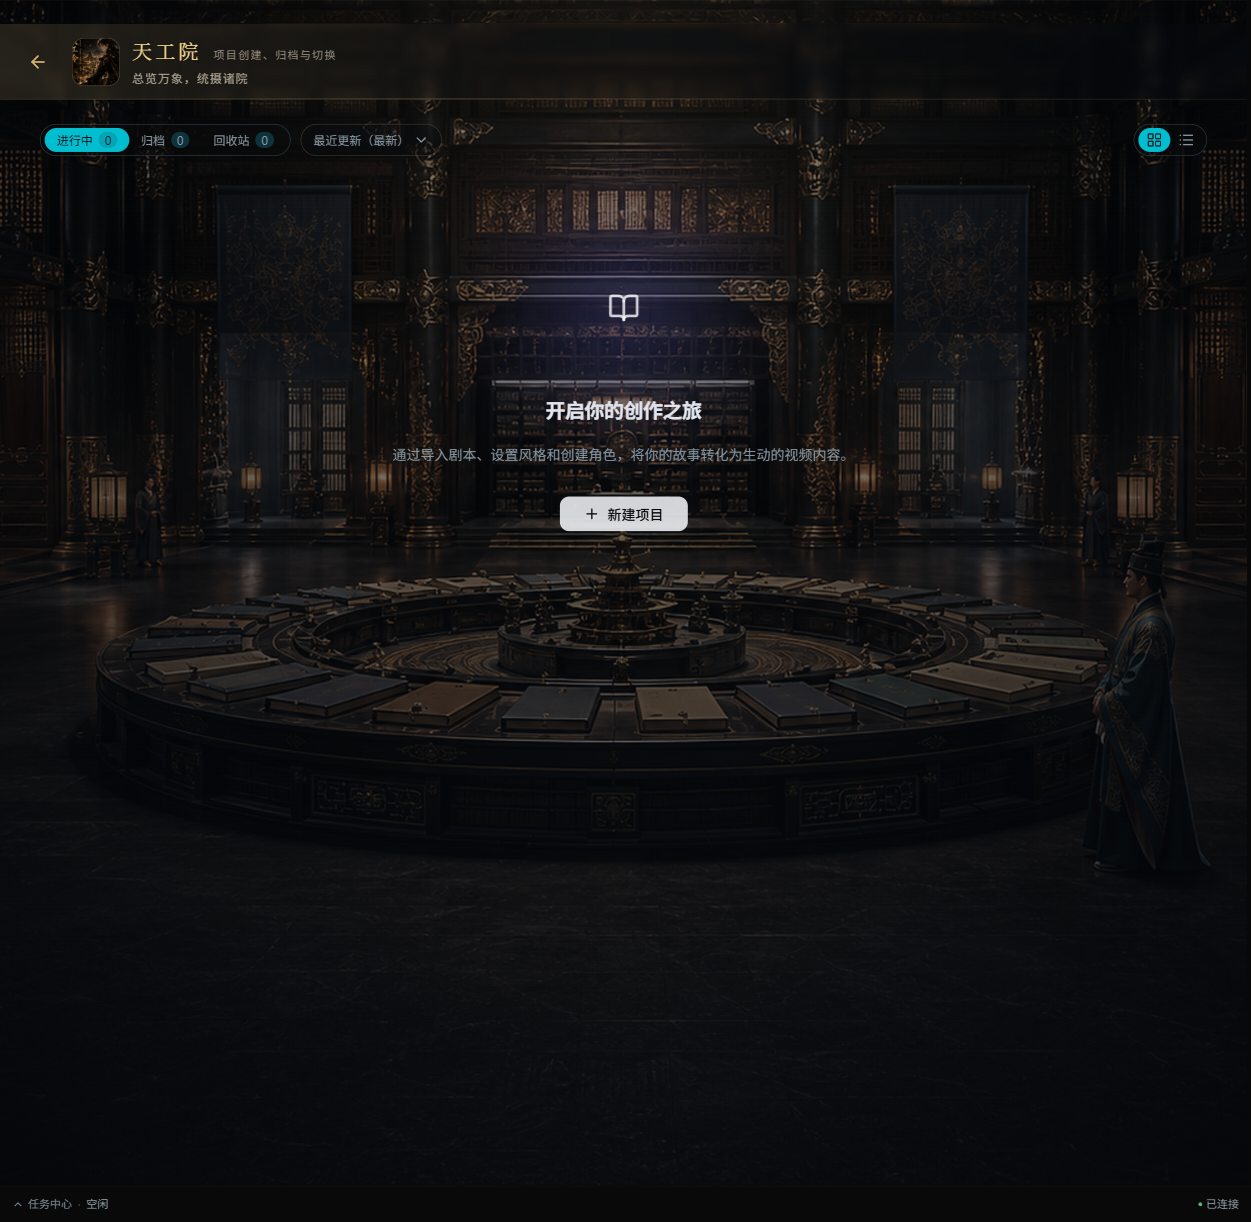 天工院 项目创建、归档与切换
总览万象，统摄诸院
进行中 0 归档 0 回收站 0 最近更新（最新）
开启你的创作之旅
通过导入剧本、设置风格和创建角色，将你的故事转化为生动的视频内容。
新建项目
任务中心 · 空闲 已连接